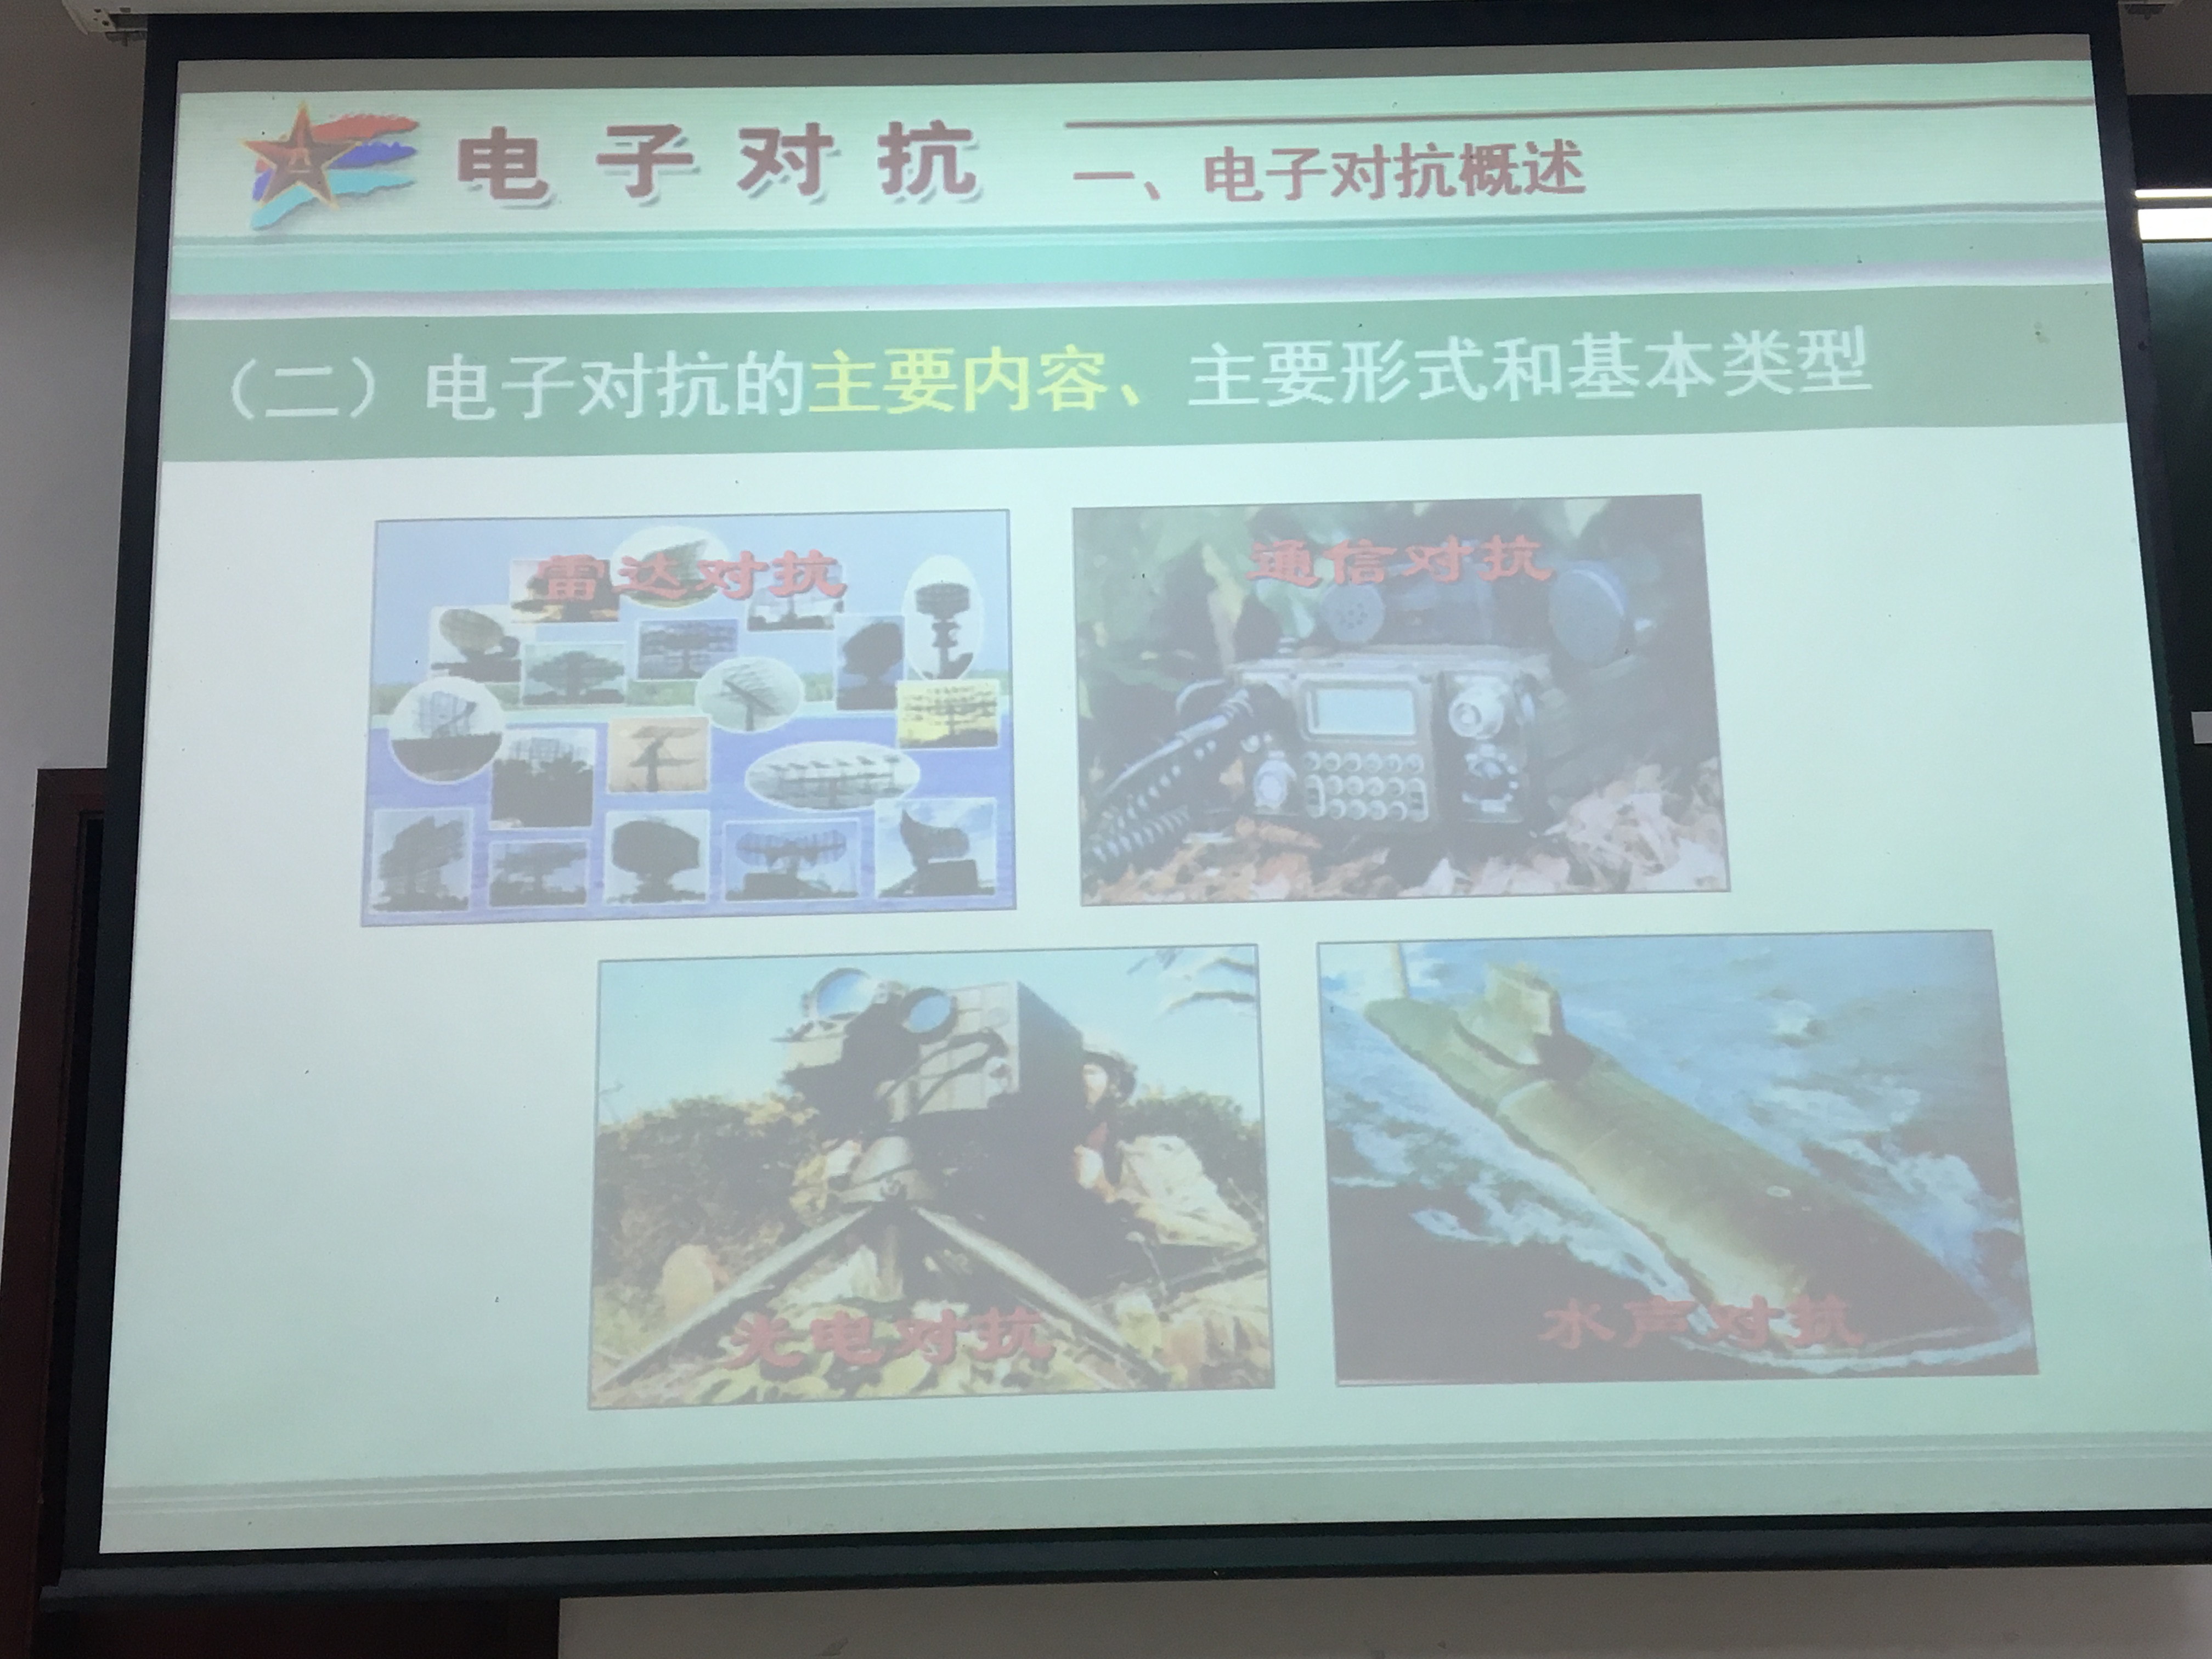 电子对抗
一、电子对抗概述
（二）电子对抗的主要内容、主要形式和基本类型
雷达对抗
通信对抗
光电对抗
水声对抗